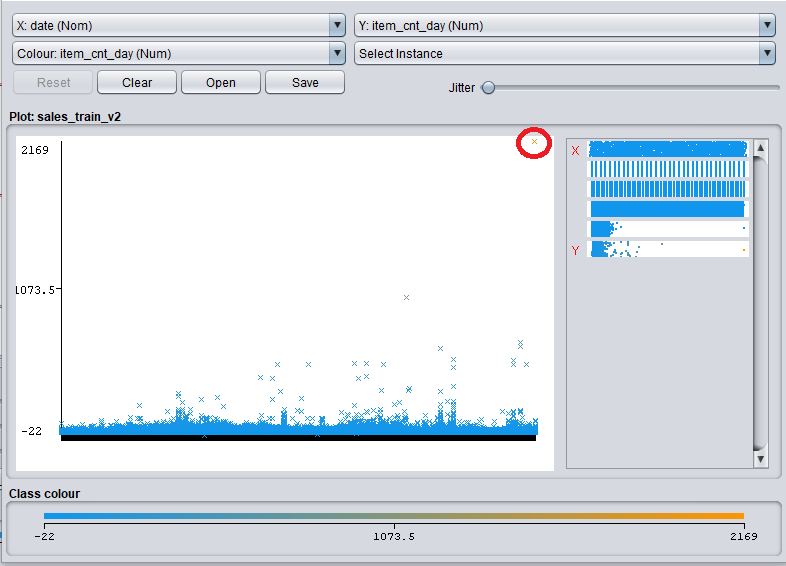 X: date (Nom)
Y: item_cnt_day (Num)
Colour: item_cnt_day (Num)
Select Instance
Reset
Clear
Open
Save
Jitter
Plot: sales_train_v2
2169
1073.5
-22
X
Y
Class colour
-22
1073.5
2169